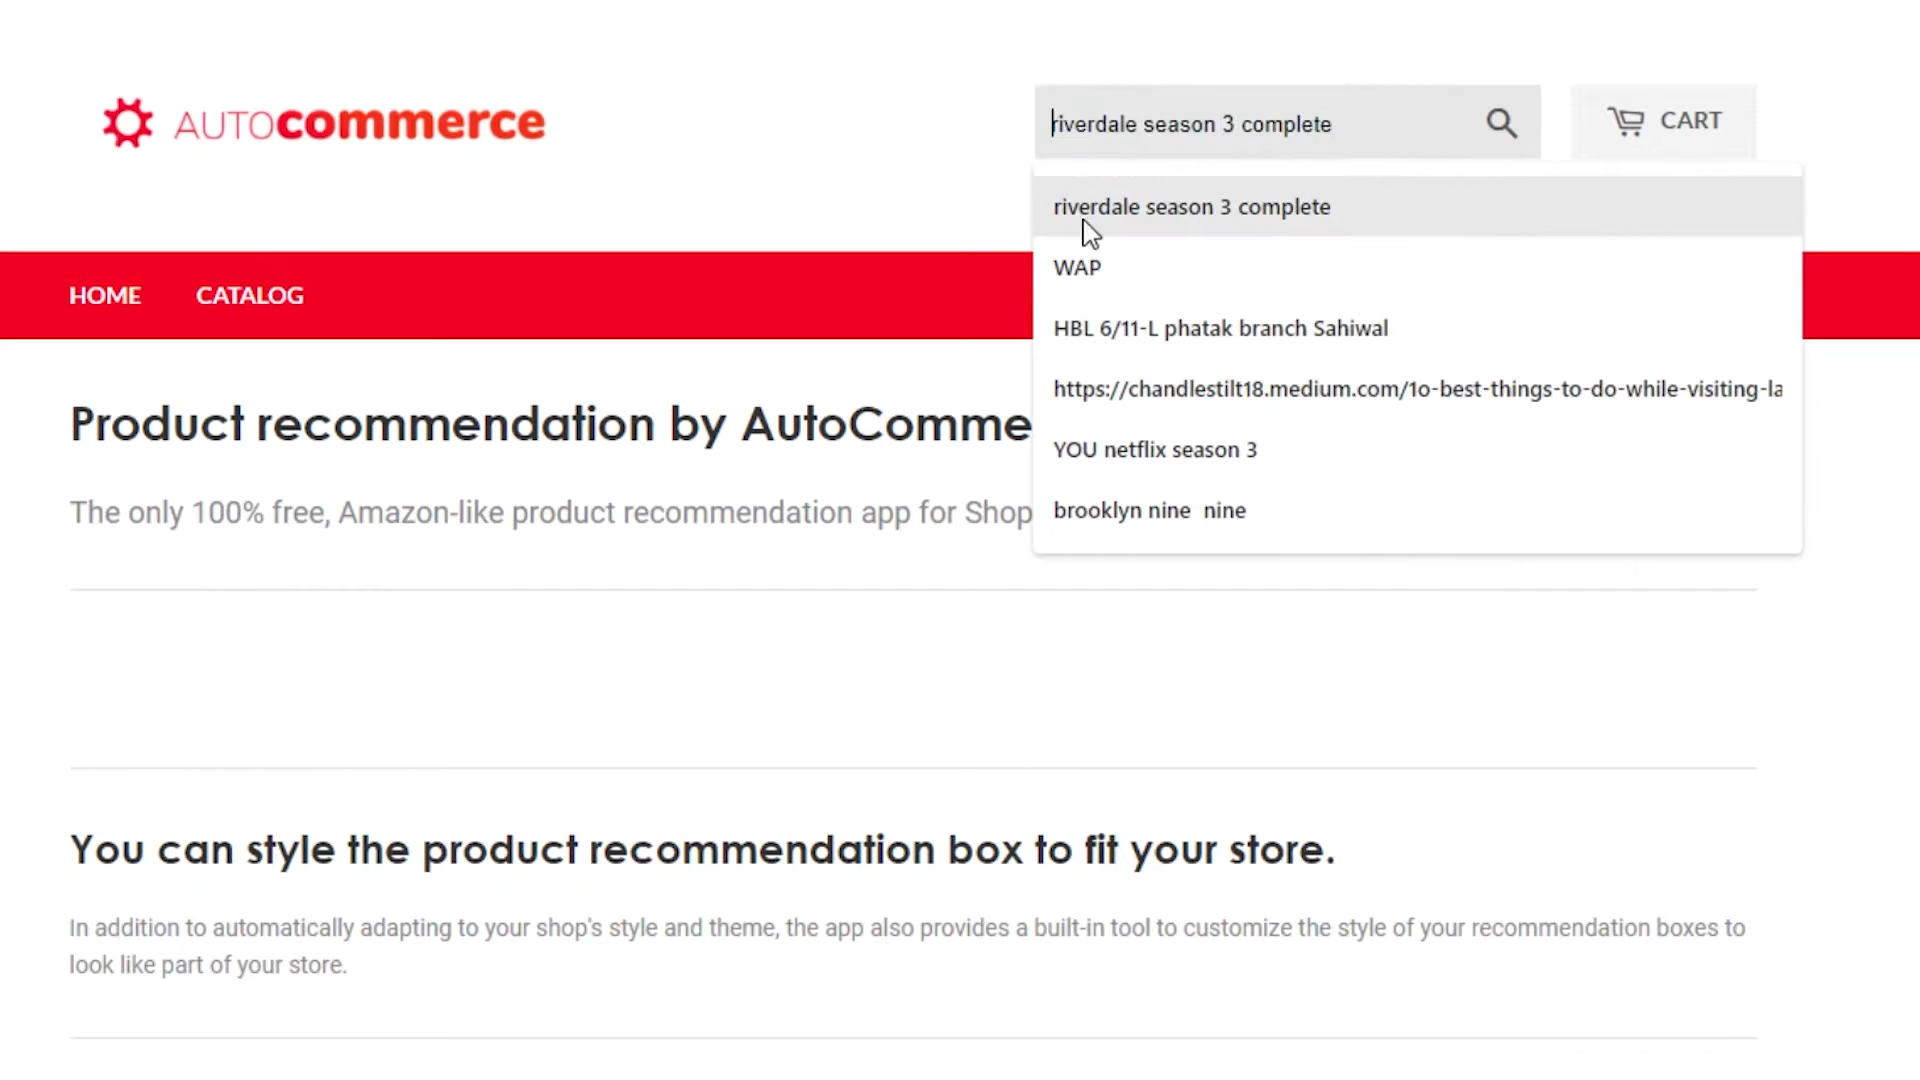 AUTOcommerce
riverdale season 3 complete
CART
riverdale season 3 complete
WAP
HBL 6/11-L phatak branch Sahiwal
https://chandlestilt18.medium.com/1o-best-things-to-do-while-visiting-la
YOU netflix season 3
brooklyn nine  nine
HOME CATALOG
Product recommendation by AutoComme
The only 100% free, Amazon-like product recommendation app for Shop
You can style the product recommendation box to fit your store.
In addition to automatically adapting to your shop's style and theme, the app also provides a built-in tool to customize the style of your recommendation boxes to
look like part of your store.